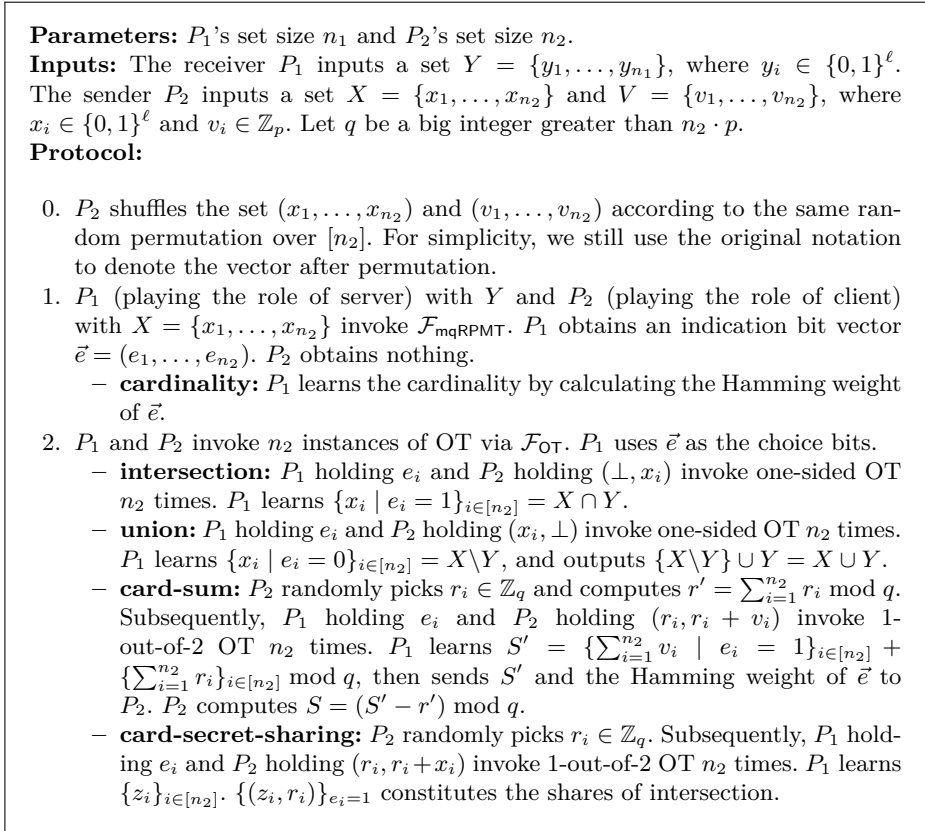 Parameters: P₁'s set size n₁ and P₂'s set size n₂.
Inputs: The receiver P₁ inputs a set Y = {y₁, . . . , yₙ₁}, where yᵢ ∈ {0, 1}^ℓ.
The sender P₂ inputs a set X = {x₁, . . . , xₙ₂} and V = {v₁, . . . , vₙ₂}, where
xᵢ ∈ {0, 1}^ℓ and vᵢ ∈ ℤₚ. Let q be a big integer greater than n₂ · p.
Protocol:
0. P₂ shuffles the set (x₁, . . . , xₙ₂) and (v₁, . . . , vₙ₂) according to the same ran-
dom permutation over [n₂]. For simplicity, we still use the original notation
to denote the vector after permutation.
1. P₁ (playing the role of server) with Y and P₂ (playing the role of client)
with X = {x₁, . . . , xₙ₂} invoke ℱ_mqRPMT. P₁ obtains an indication bit vector
e⃗ = (e₁, . . . , eₙ₂). P₂ obtains nothing.
– cardinality: P₁ learns the cardinality by calculating the Hamming weight
of e⃗.
2. P₁ and P₂ invoke n₂ instances of OT via ℱ_OT. P₁ uses e⃗ as the choice bits.
– intersection: P₁ holding eᵢ and P₂ holding (⊥, xᵢ) invoke one-sided OT
n₂ times. P₁ learns {xᵢ | eᵢ = 1}_{i∈[n₂]} = X ∩ Y.
– union: P₁ holding eᵢ and P₂ holding (xᵢ, ⊥) invoke one-sided OT n₂ times.
P₁ learns {xᵢ | eᵢ = 0}_{i∈[n₂]} = X\Y, and outputs {X\Y} ∪ Y = X ∪ Y.
– card-sum: P₂ randomly picks rᵢ ∈ ℤ_q and computes r′ = ∑_{i=1}^{n₂} rᵢ mod q.
Subsequently, P₁ holding eᵢ and P₂ holding (rᵢ, rᵢ + vᵢ) invoke 1-
out-of-2 OT n₂ times. P₁ learns S′ = {∑_{i=1}^{n₂} vᵢ | eᵢ = 1}_{i∈[n₂]} +
{∑_{i=1}^{n₂} rᵢ}_{i∈[n₂]} mod q, then sends S′ and the Hamming weight of e⃗ to
P₂. P₂ computes S = (S′ − r′) mod q.
– card-secret-sharing: P₂ randomly picks rᵢ ∈ ℤ_q. Subsequently, P₁ hold-
ing eᵢ and P₂ holding (rᵢ, rᵢ+xᵢ) invoke 1-out-of-2 OT n₂ times. P₁ learns
{zᵢ}_{i∈[n₂]}. {(zᵢ, rᵢ)}_{eᵢ=1} constitutes the shares of intersection.